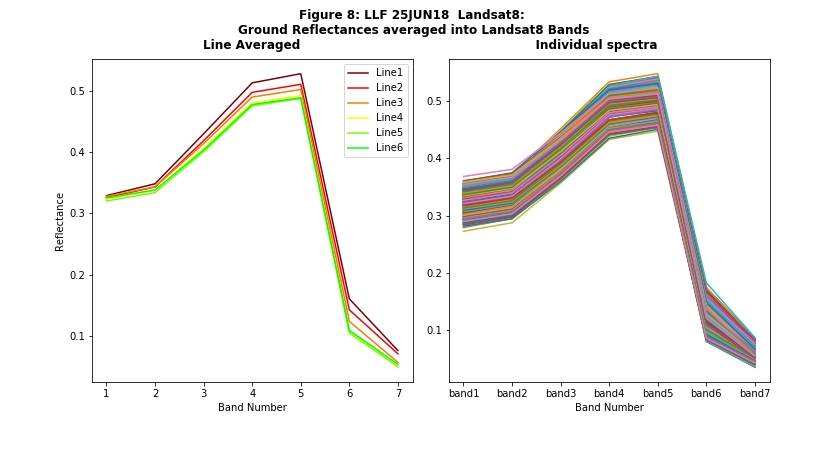 Figure 8: LLF 25JUN18  Landsat8:
Ground Reflectances averaged into Landsat8 Bands
Line Averaged
Individual spectra
Reflectance
0.5
0.4
0.3
0.2
0.1
1 2 3 4 5 6 7
Band Number
Line1
Line2
Line3
Line4
Line5
Line6
0.5
0.4
0.3
0.2
0.1
band1 band2 band3 band4 band5 band6 band7
Band Number